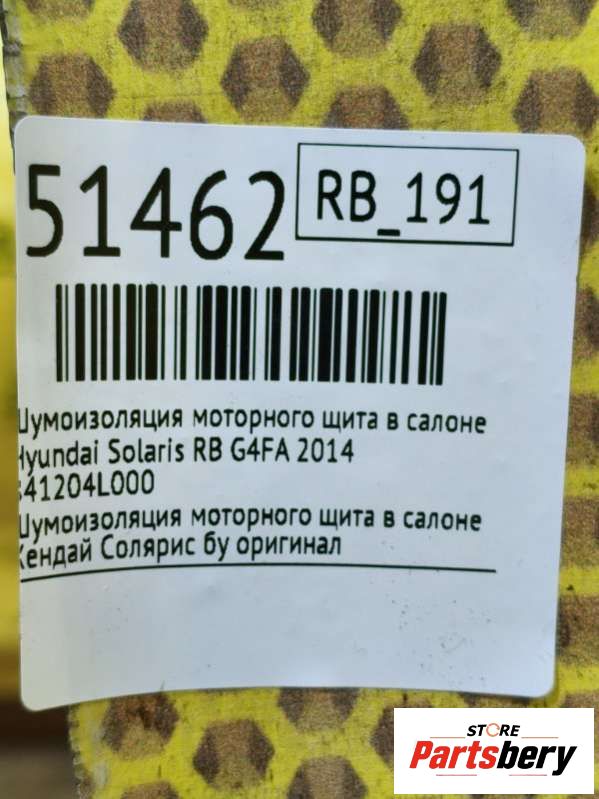 51462
RB_191
Шумоизоляция моторного щита в салоне
Hyundai Solaris RB G4FA 2014
841204L000
Шумоизоляция моторного щита в салоне
Хендай Солярис бу оригинал
STORE
Partsbery